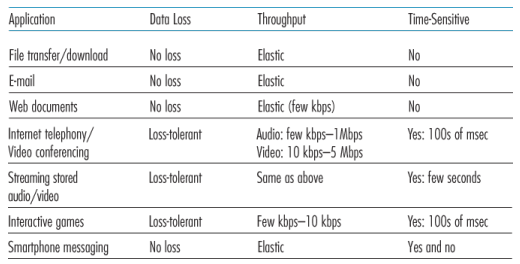 Application Data Loss Throughput Time-Sensitive
File transfer/download No loss Elastic No
E-mail No loss Elastic No
Web documents No loss Elastic (few kbps) No
Internet telephony/ Loss-tolerant Audio: few kbps–1Mbps Yes: 100s of msec
Video conferencing Video: 10 kbps–5 Mbps
Streaming stored Loss-tolerant Same as above Yes: few seconds
audio/video
Interactive games Loss-tolerant Few kbps–10 kbps Yes: 100s of msec
Smartphone messaging No loss Elastic Yes and no